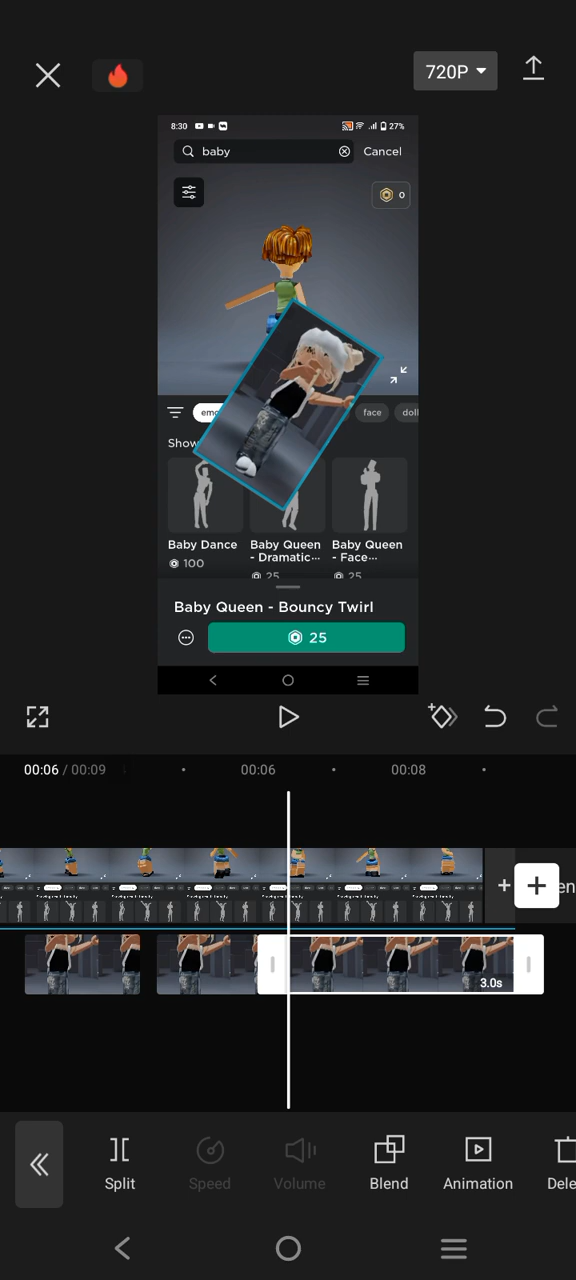 720P
8:30
27%
baby
Cancel
0
emo
face
doll
Show
Baby Dance
100
Baby Queen
- Dramatic...
25
Baby Queen
- Face...
25
Baby Queen - Bouncy Twirl
25
00:06 / 00:09
00:06
00:08
3.0s
Split
Speed
Volume
Blend
Animation
Dele